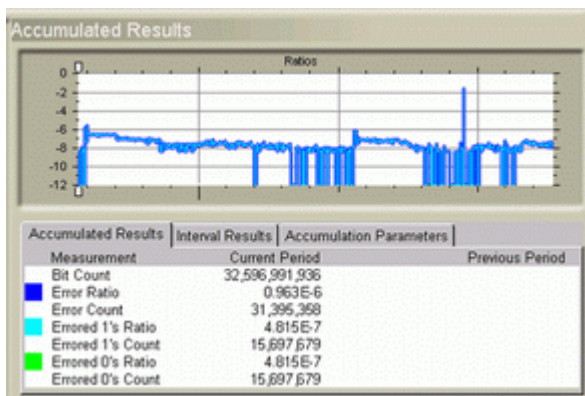 Accumulated Results
Ratios
0
-2
-4
-6
-8
-10
-12
Accumulated Results Interval Results Accumulation Parameters
Measurement Current Period Previous Period
Bit Count 32,596,991,936
Error Ratio 0.963E-6
Error Count 31,395,358
Errored 1's Ratio 4.815E-7
Errored 1's Count 15,697,679
Errored 0's Ratio 4.815E-7
Errored 0's Count 15,697,679